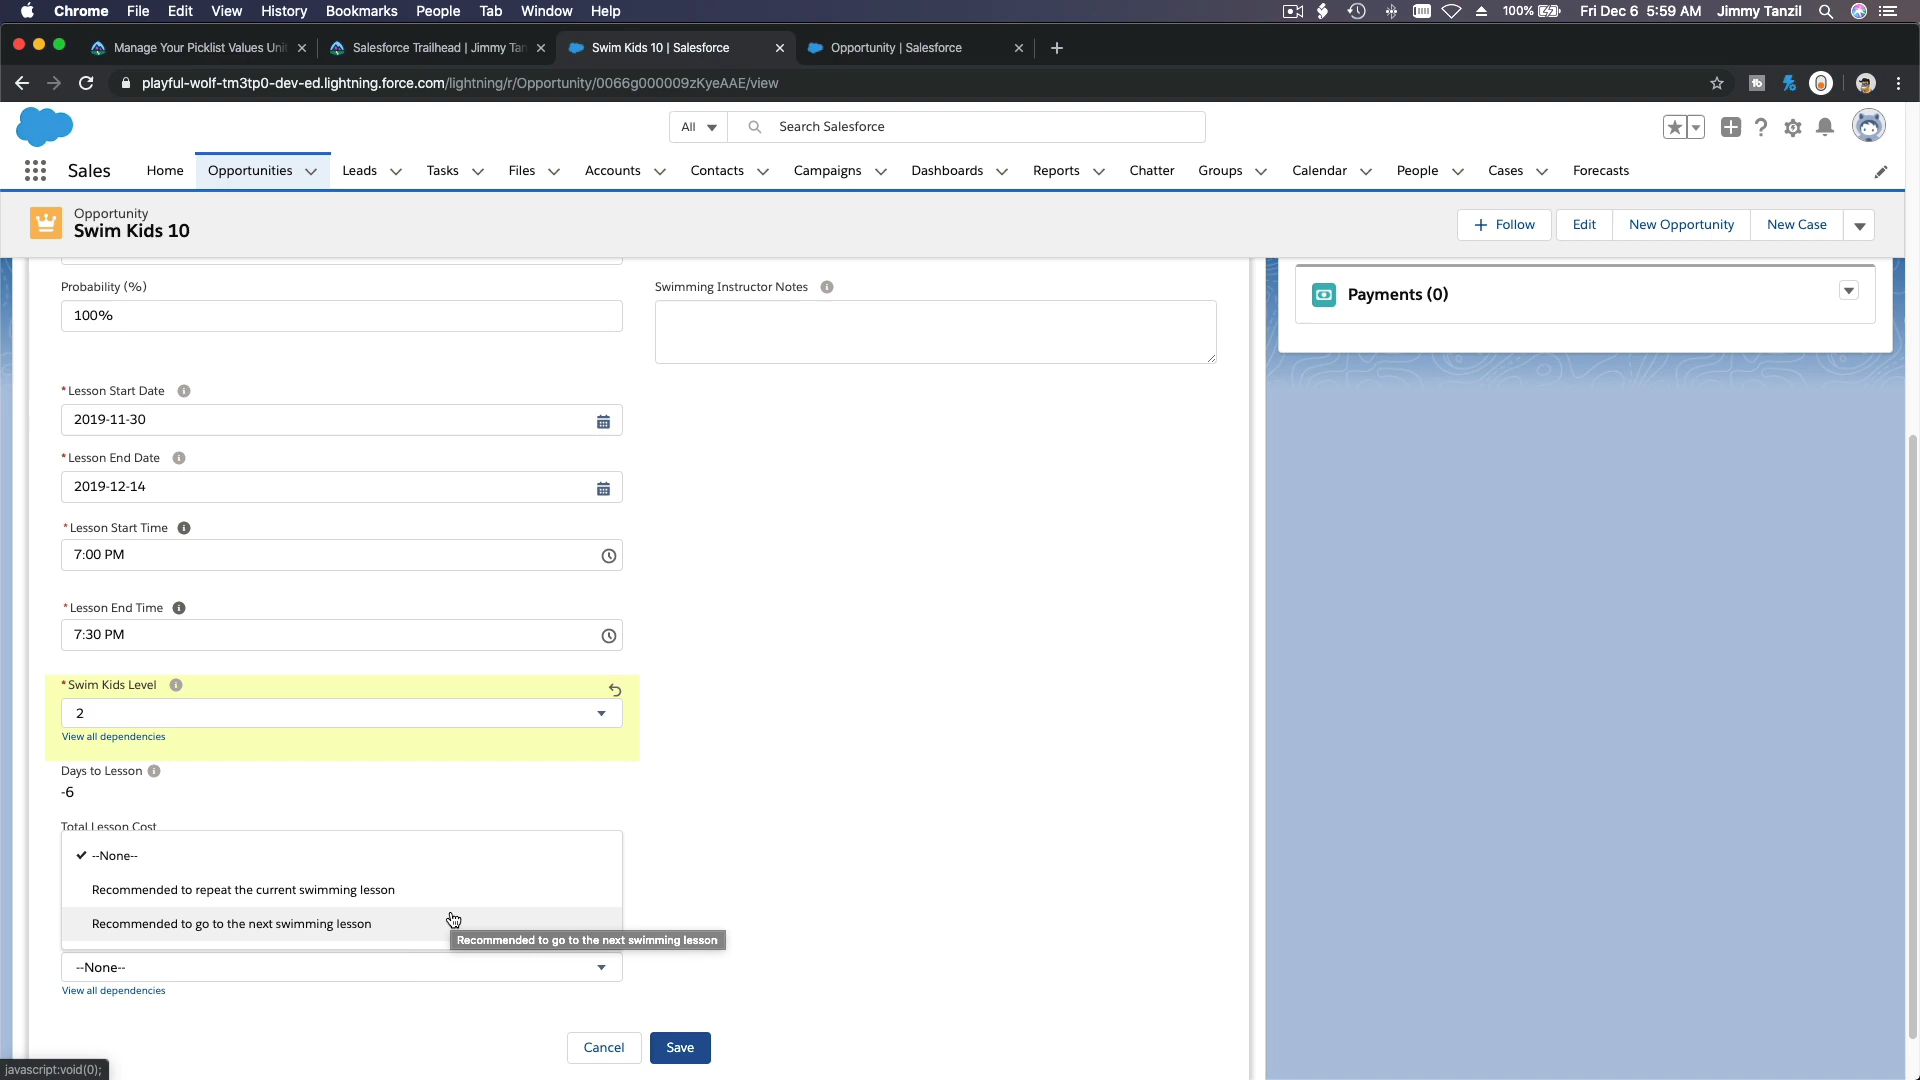 Chrome File Edit View History Bookmarks People Tab Window Help 100% Fri Dec 6 5:59 AM Jimmy Tanzil
Manage Your Picklist Values Unit Salesforce Trailhead | Jimmy Tan Swim Kids 10 | Salesforce Opportunity | Salesforce
playful-wolf-tm3tp0-dev-ed.lightning.force.com/lightning/r/Opportunity/0066g000009zKyeAAE/view
All Search Salesforce
Sales Home Opportunities Leads Tasks Files Accounts Contacts Campaigns Dashboards Reports Chatter Groups Calendar People Cases Forecasts
Opportunity
Swim Kids 10
Follow Edit New Opportunity New Case
Probability (%)
100%
Swimming Instructor Notes
Payments (0)
*Lesson Start Date
2019-11-30
*Lesson End Date
2019-12-14
*Lesson Start Time
7:00 PM
*Lesson End Time
7:30 PM
*Swim Kids Level
2
View all dependencies
Days to Lesson
-6
Total Lesson Cost
--None--
Recommended to repeat the current swimming lesson
Recommended to go to the next swimming lesson
Recommended to go to the next swimming lesson
--None--
View all dependencies
Cancel Save
javascript:void(0);